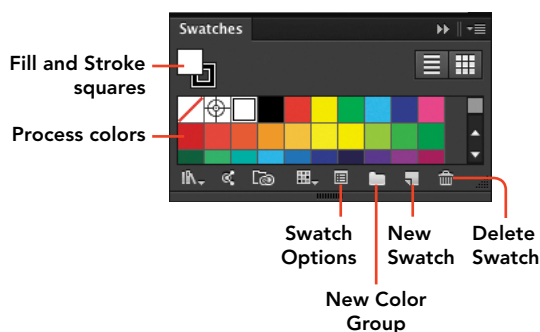 Swatches
Fill and Stroke
squares
Process colors
Swatch
Options
New
Swatch
Delete
Swatch
New Color
Group